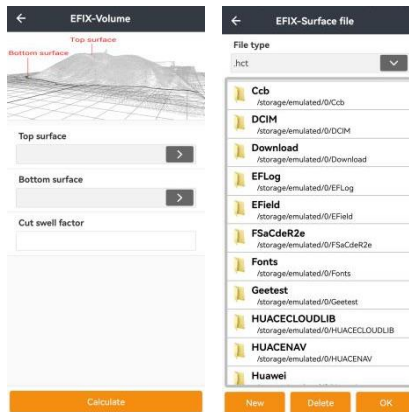 EFIX-Volume
Top surface
Bottom surface
Top surface
Bottom surface
Cut swell factor
Calculate
EFIX-Surface file
File type
.hct
Ccb
/storage/emulated/0/Ccb
DCIM
/storage/emulated/0/DCIM
Download
/storage/emulated/0/Download
EFLog
/storage/emulated/0/EFLog
EField
/storage/emulated/0/EField
FSaCdeR2e
/storage/emulated/0/FSaCdeR2e
Fonts
/storage/emulated/0/Fonts
Geetest
/storage/emulated/0/Geetest
HUACECLOUDLIB
/storage/emulated/0/HUACECLOUDLIB
HUACENAV
/storage/emulated/0/HUACENAV
Huawei
New Delete OK